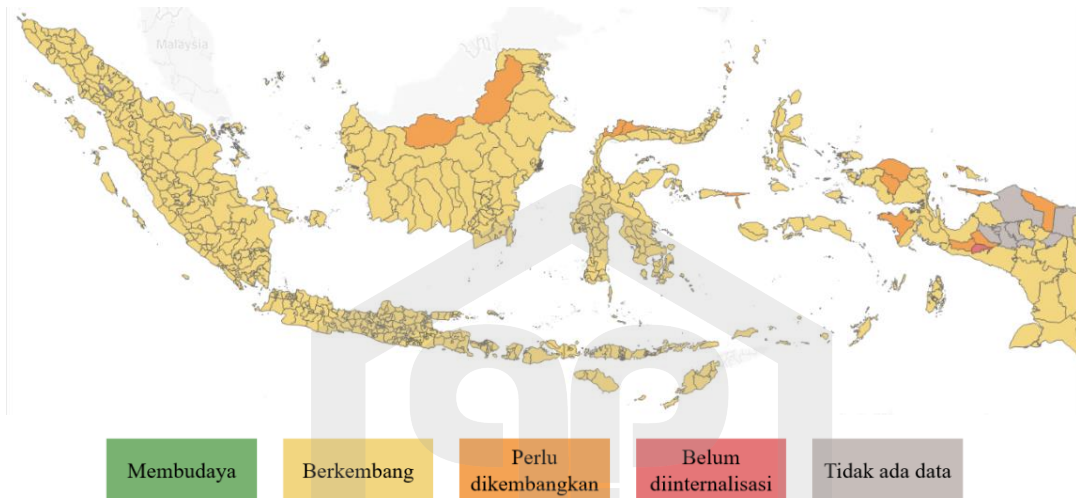 Malaysia
Membudaya
Berkembang
Perlu
dikembangkan
Belum
diinternalisasi
Tidak ada data